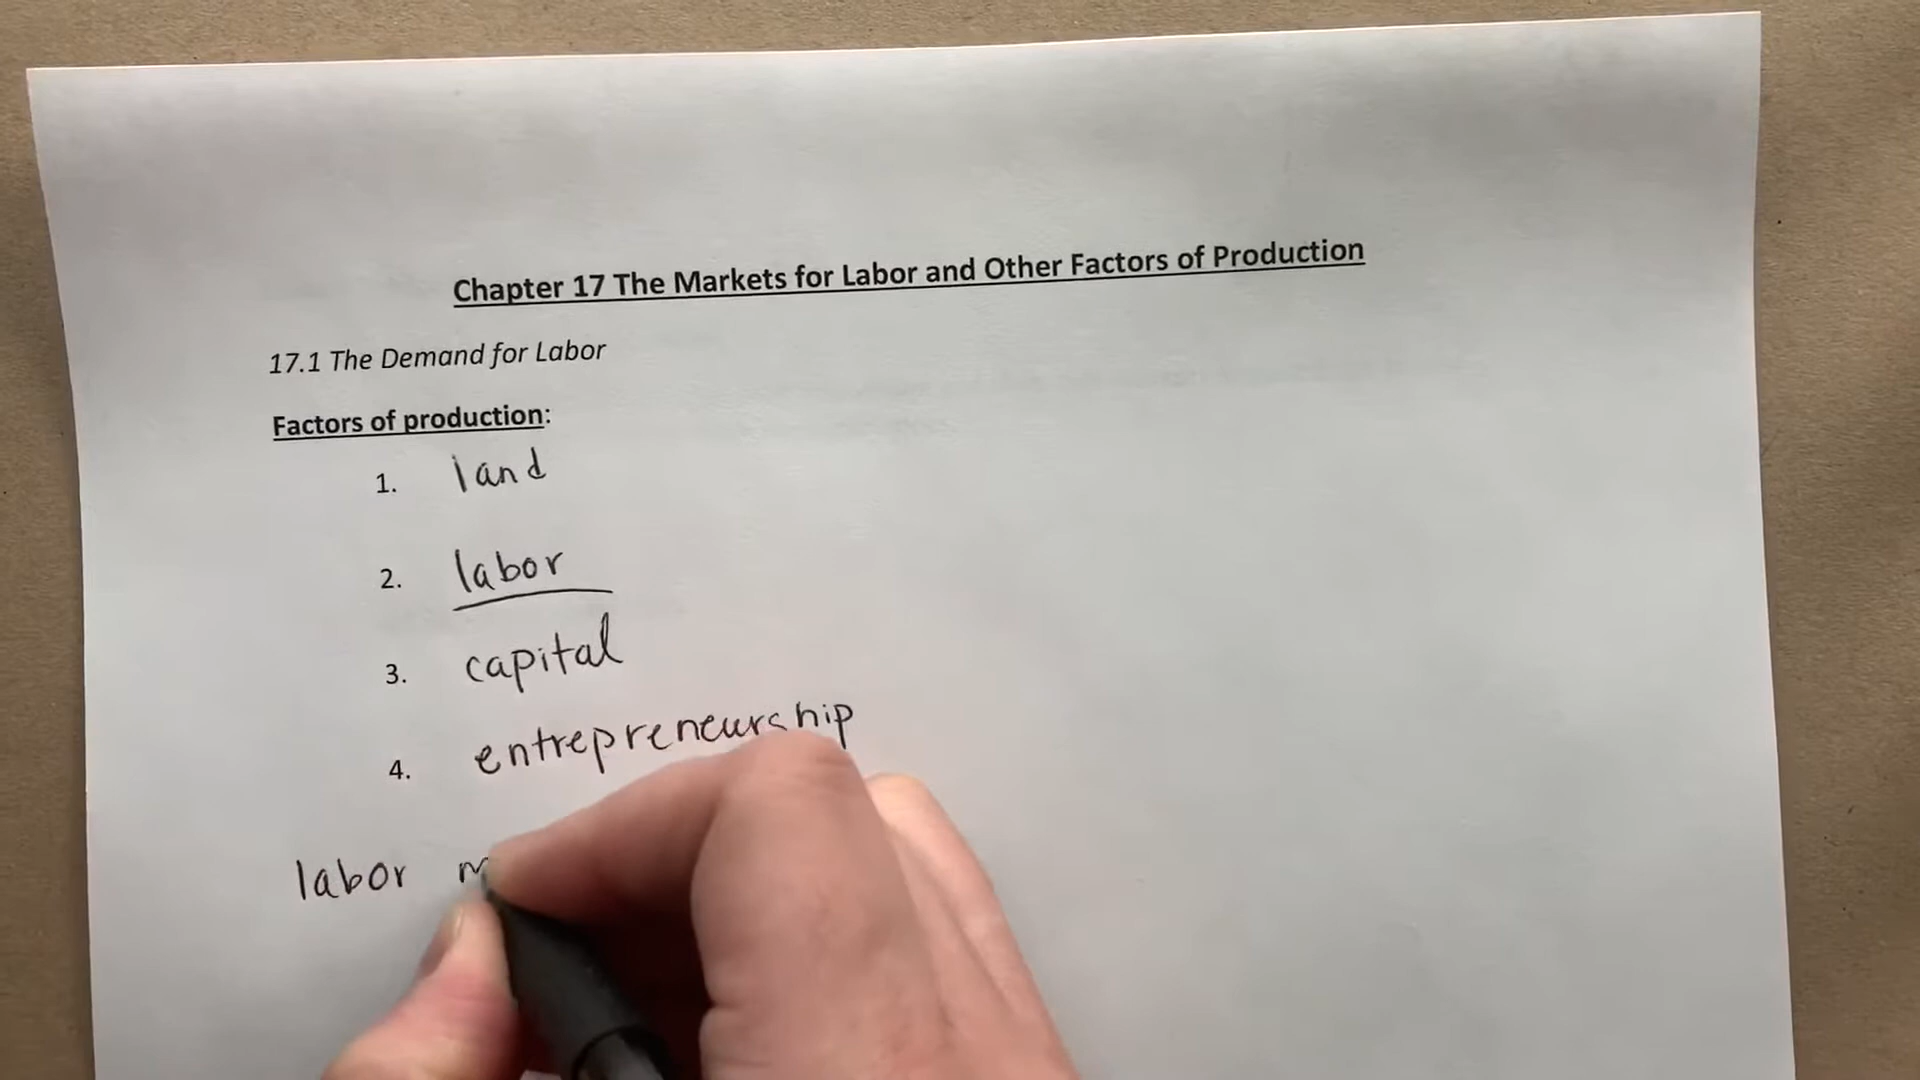 Chapter 17 The Markets for Labor and Other Factors of Production
17.1 The Demand for Labor
Factors of production:
1. land
2. labor
3. capital
4. entrepreneurship
labor